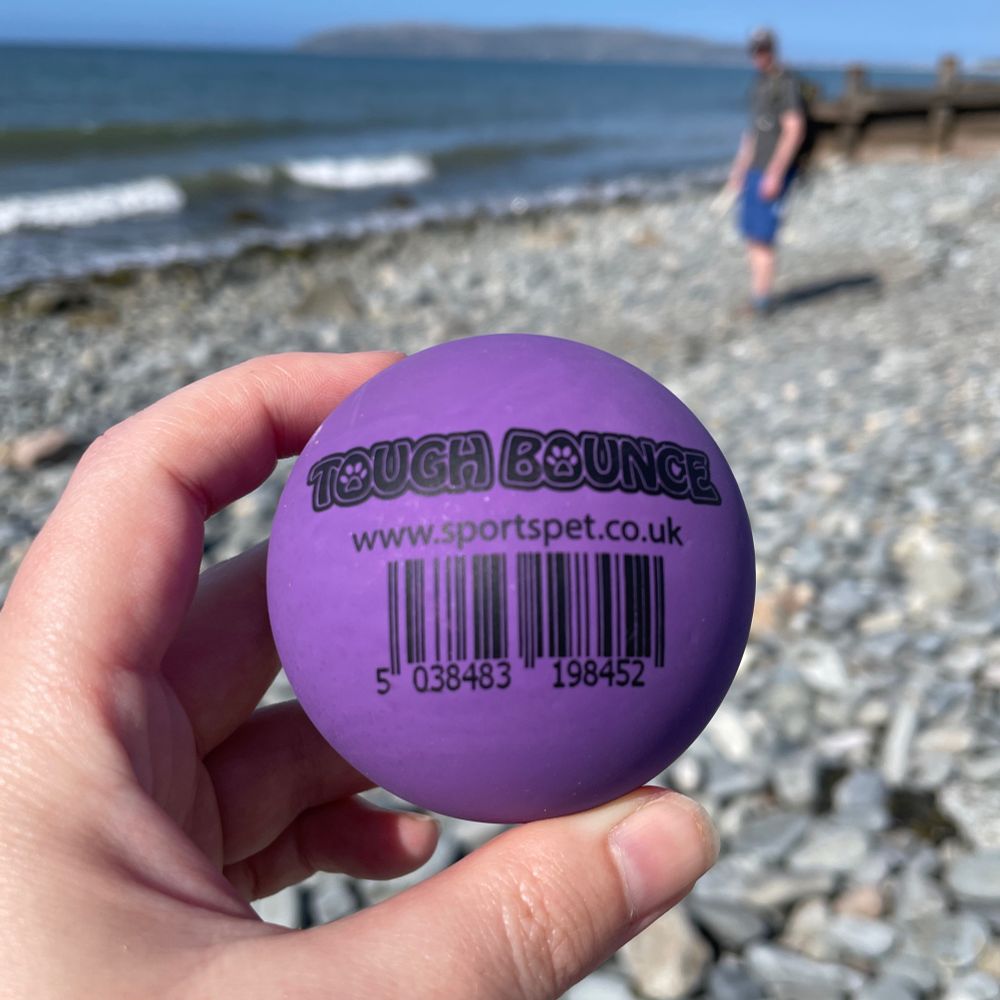 TOUGH BOUNCE
www.sportspet.co.uk
5 038483 198452